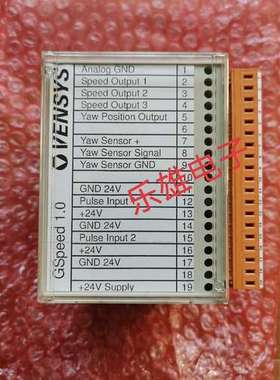 VENSYS
GSpeed 1.0
Analog GND 1
Speed Output 1 2
Speed Output 2 3
Speed Output 3 4
Yaw Position Output 5
6
Yaw Sensor + 7
Yaw Sensor Signal 8
Yaw Sensor GND 9
10
GND 24V 11
Pulse Input 1 12
+24V 13
GND 24V 14
Pulse Input 2 15
+24V 16
GND 24V 17
18
+24V Supply 19
乐雄电子